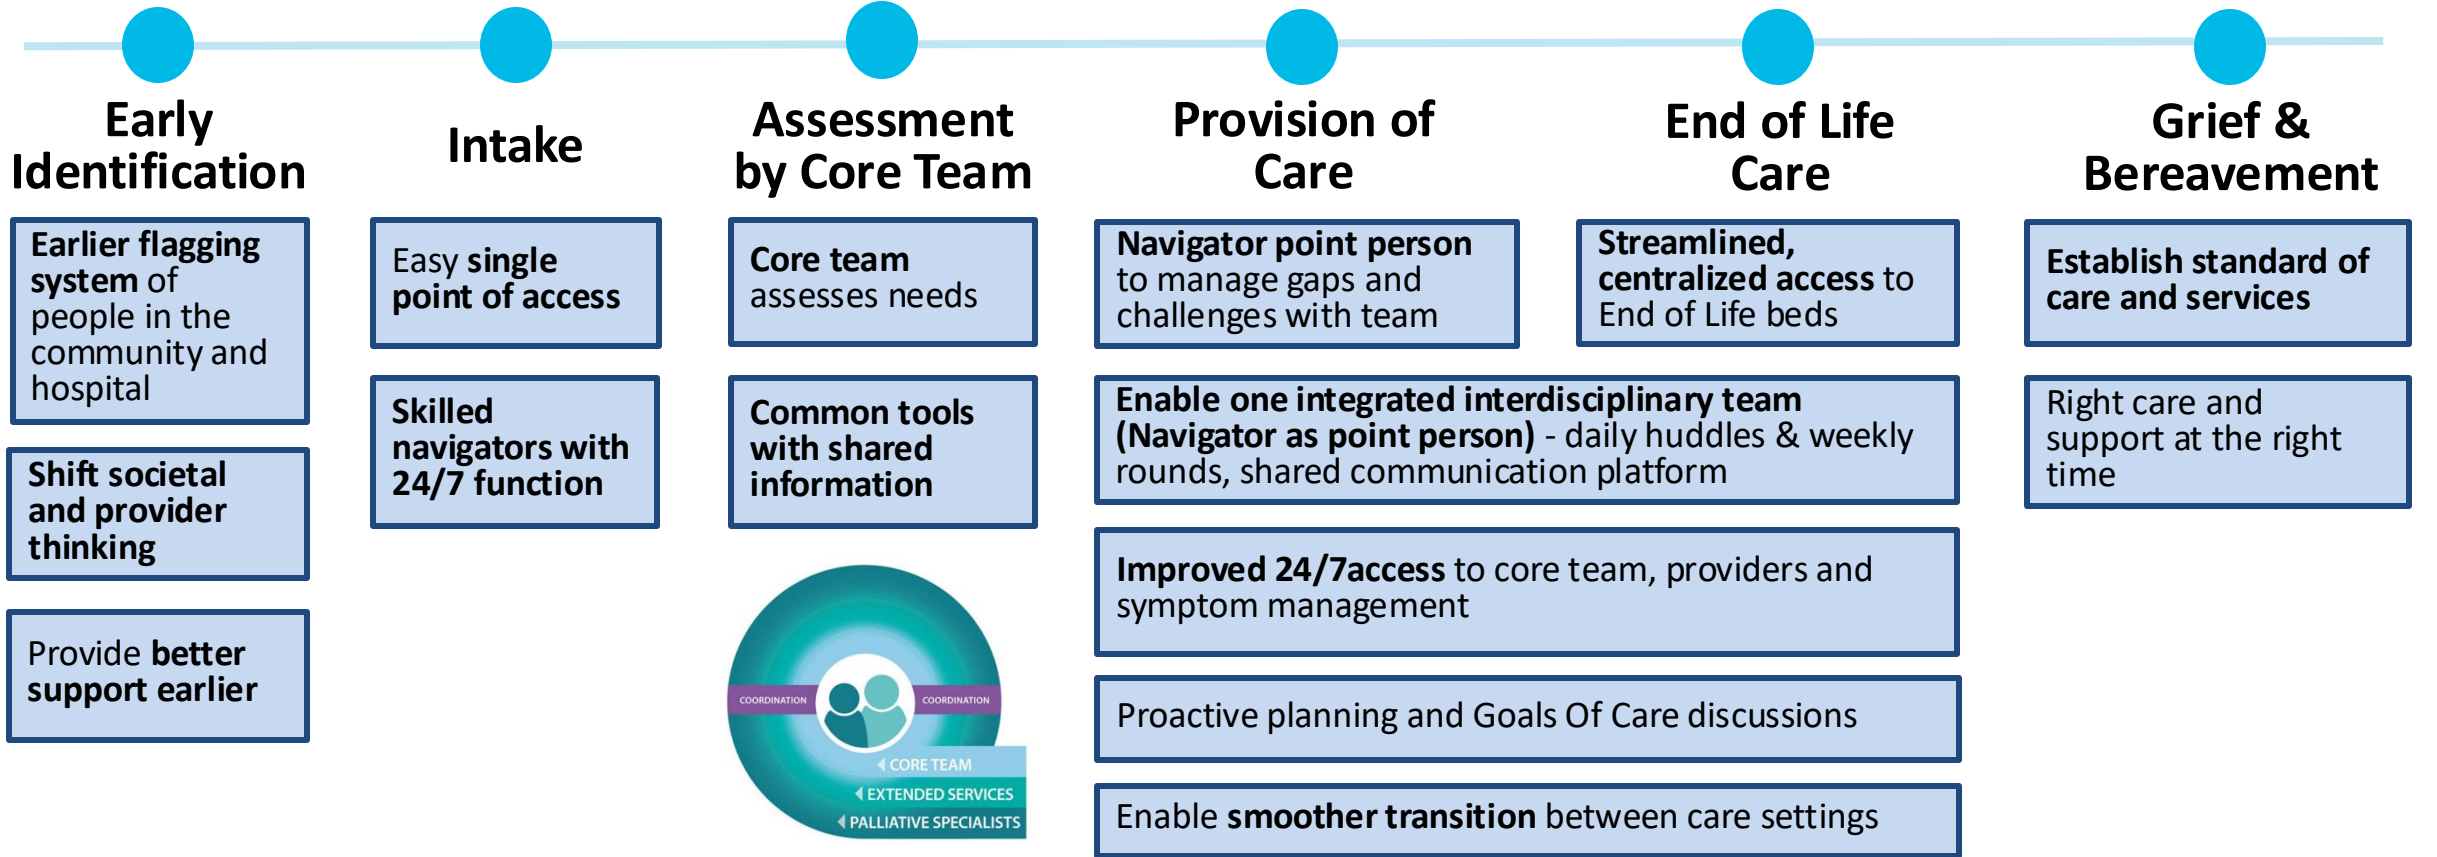 Early
Identification
Earlier flagging
system of
people in the
community and
hospital
Shift societal
and provider
thinking
Provide better
support earlier
Intake
Easy single
point of access
Skilled
navigators with
24/7 function
Assessment
by Core Team
Core team
assesses needs
Common tools
with shared
information
COORDINATION
COORDINATION
CORE TEAM
EXTENDED SERVICES
PALLIATIVE SPECIALISTS
Provision of
Care
Navigator point person
to manage gaps and
challenges with team
End of Life
Care
Streamlined,
centralized access to
End of Life beds
Enable one integrated interdisciplinary team
(Navigator as point person) - daily huddles & weekly
rounds, shared communication platform
Improved 24/7access to core team, providers and
symptom management
Proactive planning and Goals Of Care discussions
Enable smoother transition between care settings
Grief &
Bereavement
Establish standard of
care and services
Right care and
support at the right
time